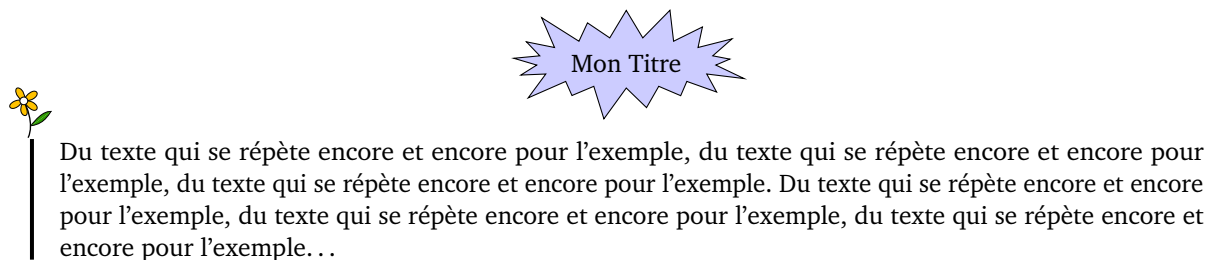 Mon Titre
Du texte qui se répète encore et encore pour l'exemple, du texte qui se répète encore et encore pour
l'exemple, du texte qui se répète encore et encore pour l'exemple. Du texte qui se répète encore et encore
pour l'exemple, du texte qui se répète encore et encore pour l'exemple, du texte qui se répète encore et
encore pour l'exemple...